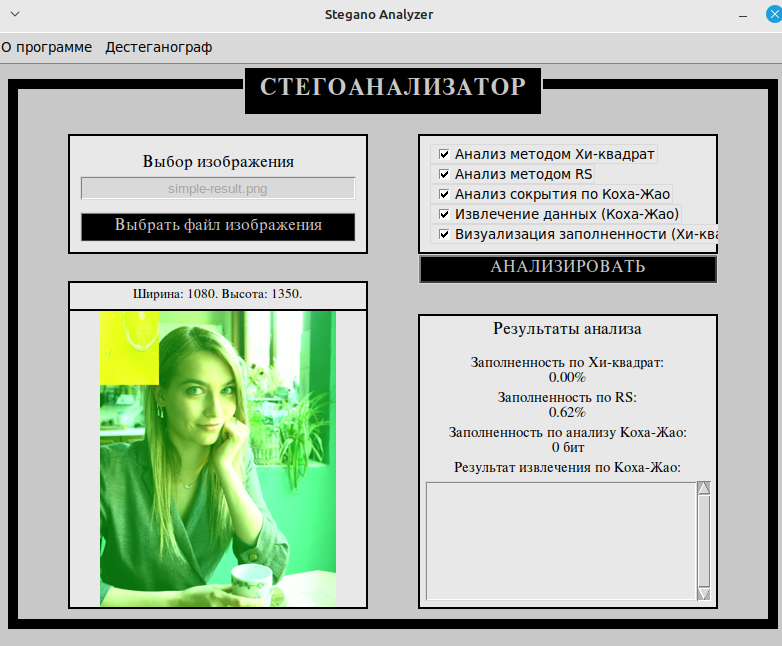 Stegano Analyzer
О программе Дестеганограф
СТЕГОАНАЛИЗАТОР
Выбор изображения
simple-result.png
Выбрать файл изображения
Ширина: 1080. Высота: 1350.
Анализ методом Хи-квадрат
Анализ методом RS
Анализ сокрытия по Коха-Жао
Извлечение данных (Коха-Жао)
Визуализация заполненности (Хи-ква
АНАЛИЗИРОВАТЬ
Результаты анализа
Заполненность по Хи-квадрат:
0.00%
Заполненность по RS:
0.62%
Заполненность по анализу Коха-Жао:
0 бит
Результат извлечения по Коха-Жао: